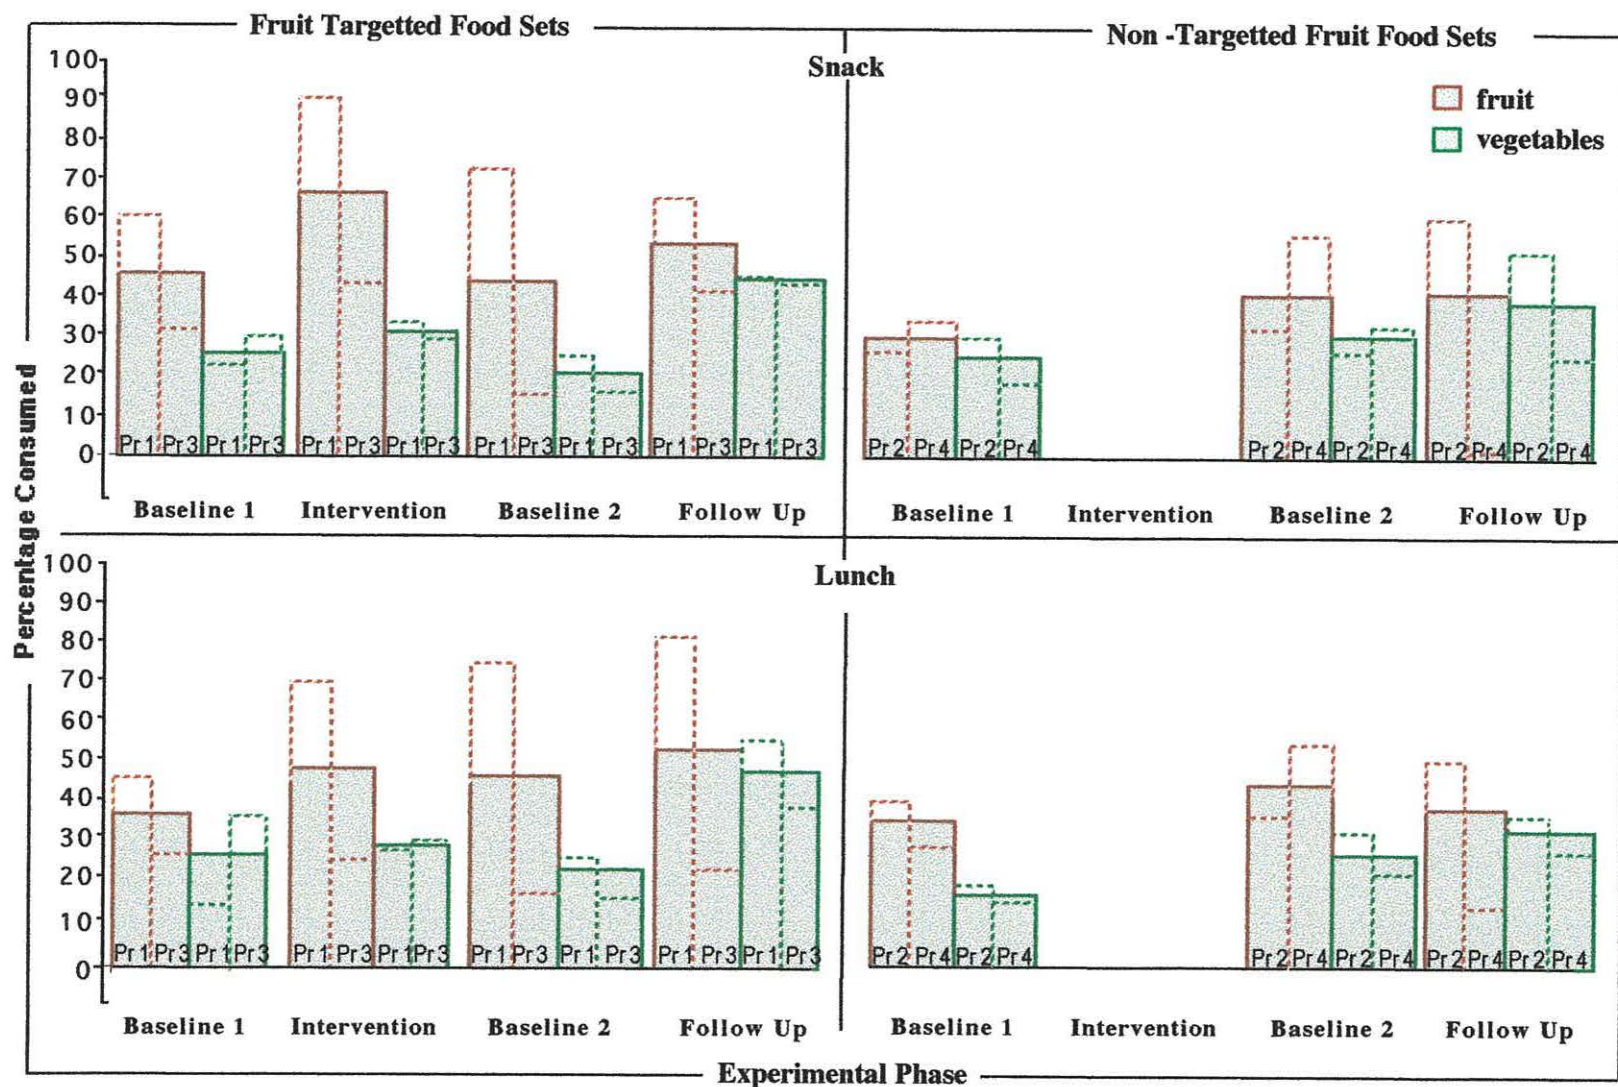 Fruit Targetted Food Sets
Non -Targetted Fruit Food Sets
Snack
fruit
vegetables
100
90
80
70
60
50
40
30
20
10
0
Pr 1 Pr 3 Pr 1 Pr 3
Pr 1 Pr 3 Pr 1 Pr 3
Pr 1 Pr 3 Pr 1 Pr 3
Pr 1 Pr 3 Pr 1 Pr 3
Pr 2 Pr 4 Pr 2 Pr 4
Pr 2 Pr 4 Pr 2 Pr 4
Pr 2 Pr 4 Pr 2 Pr 4
Baseline 1 Intervention Baseline 2 Follow Up
Baseline 1 Intervention Baseline 2 Follow Up
Percentage Consumed
Lunch
100
90
80
70
60
50
40
30
20
10
0
Pr 1 Pr 3 Pr 1 Pr 3
Pr 1 Pr 3 Pr 1 Pr 3
Pr 1 Pr 3 Pr 1 Pr 3
Pr 1 Pr 3 Pr 1 Pr 3
Pr 2 Pr 4 Pr 2 Pr 4
Pr 2 Pr 4 Pr 2 Pr 4
Pr 2 Pr 4 Pr 2 Pr 4
Baseline 1 Intervention Baseline 2 Follow Up
Baseline 1 Intervention Baseline 2 Follow Up
Experimental Phase